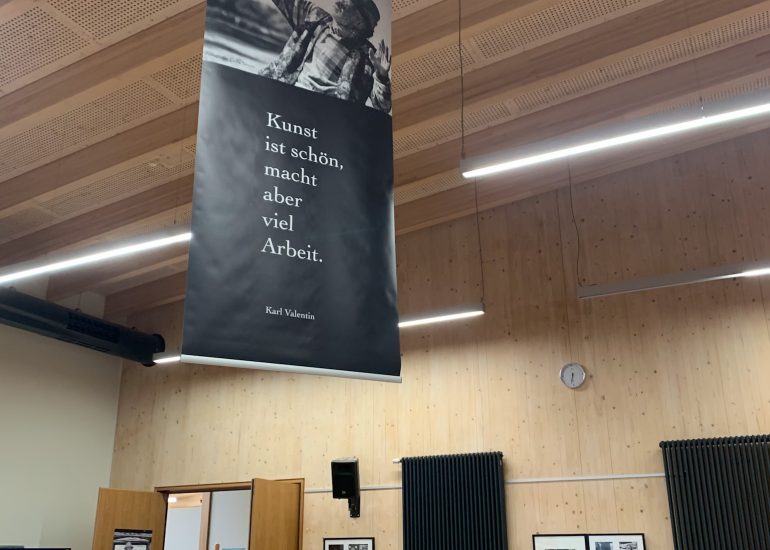 Kunst
ist schön,
macht
aber
viel
Arbeit.
Karl Valentin